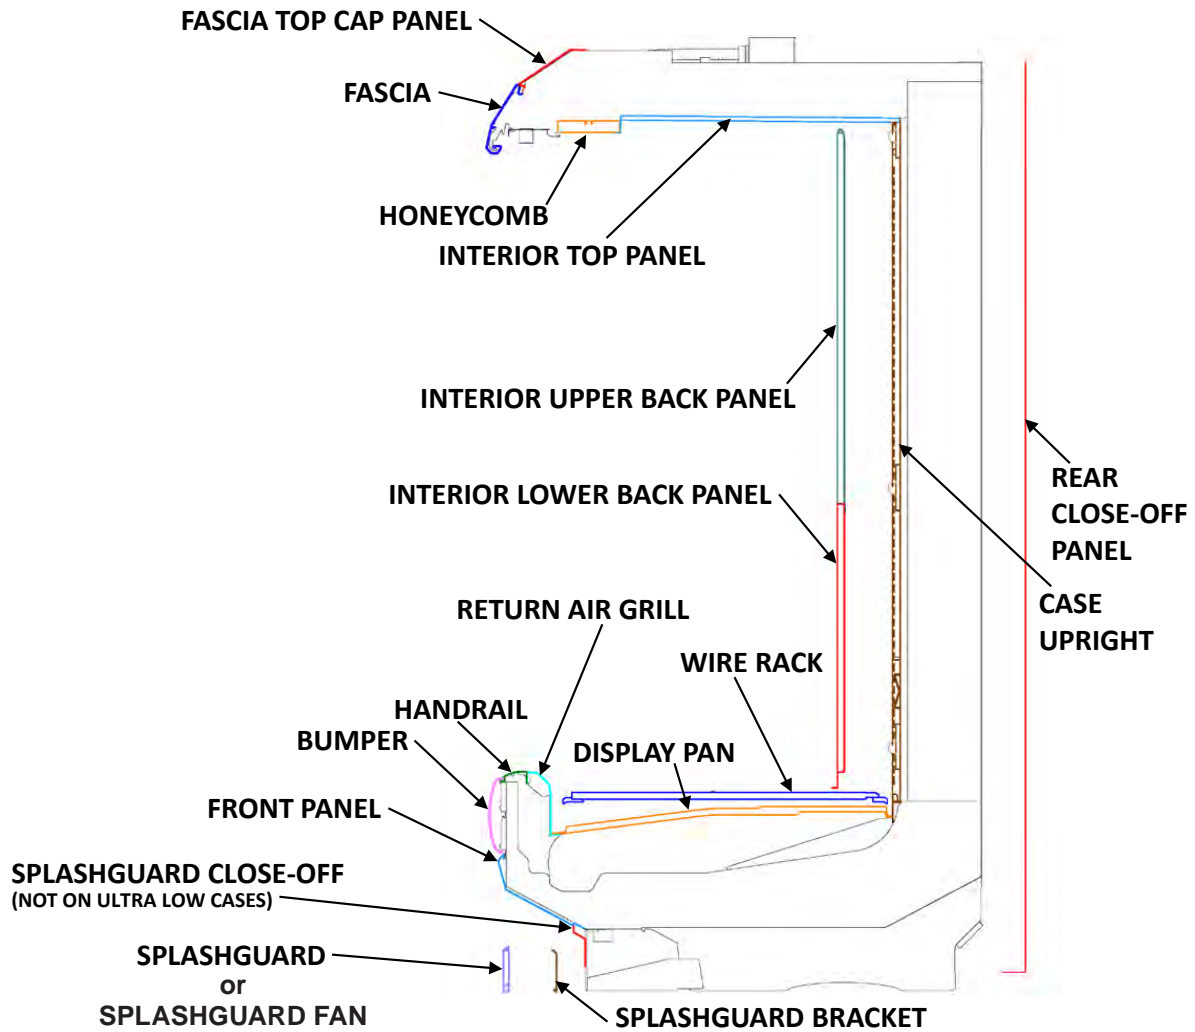 FASCIA TOP CAP PANEL
FASCIA
HONEYCOMB
INTERIOR TOP PANEL
INTERIOR UPPER BACK PANEL
INTERIOR LOWER BACK PANEL
REAR
CLOSE-OFF
PANEL
CASE
UPRIGHT
RETURN AIR GRILL
WIRE RACK
HANDRAIL
BUMPER
DISPLAY PAN
FRONT PANEL
SPLASHGUARD CLOSE-OFF
(NOT ON ULTRA LOW CASES)
SPLASHGUARD
or
SPLASHGUARD FAN
SPLASHGUARD BRACKET